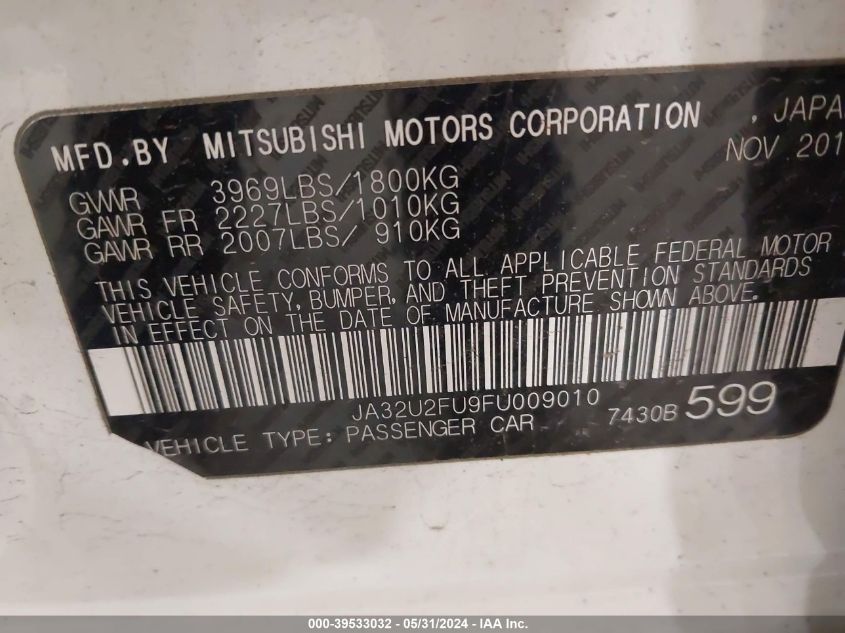 MFD.BY MITSUBISHI MOTORS CORPORATION , JAPA
NOV 201
GVWR 3969LBS/1800KG
GAWR FR 2227LBS/1010KG
GAWR RR 2007LBS/ 910KG
THIS VEHICLE CONFORMS TO ALL APPLICABLE FEDERAL MOTOR
VEHICLE SAFETY, BUMPER, AND THEFT PREVENTION STANDARDS
IN EFFECT ON THE DATE OF MANUFACTURE SHOWN ABOVE.
JA32U2FU9FU009010
7430B 599
VEHICLE TYPE: PASSENGER CAR
000-39533032 - 05/31/2024 - IAA Inc.